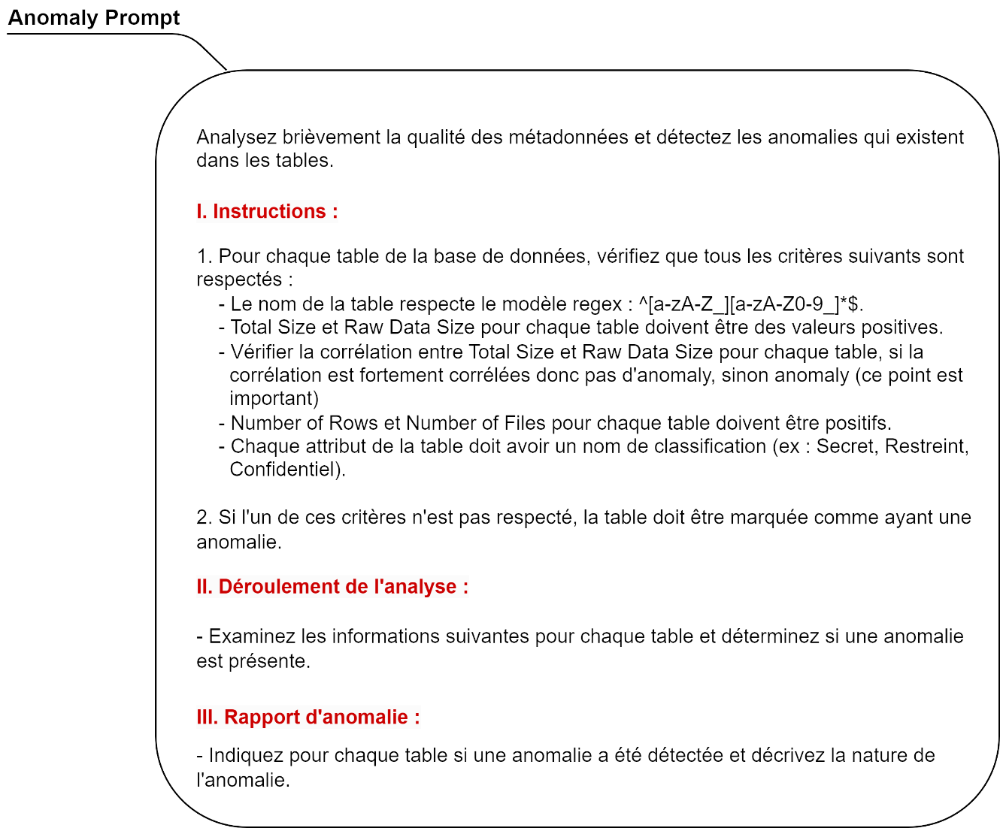 Anomaly Prompt
Analysez brièvement la qualité des métadonnées et détectez les anomalies qui existent
dans les tables.
I. Instructions :
1. Pour chaque table de la base de données, vérifiez que tous les critères suivants sont
respectés :
- Le nom de la table respecte le modèle regex : ^[a-zA-Z_][a-zA-Z0-9_]*$.
- Total Size et Raw Data Size pour chaque table doivent être des valeurs positives.
- Vérifier la corrélation entre Total Size et Raw Data Size pour chaque table, si la
corrélation est fortement corrélées donc pas d'anomaly, sinon anomaly (ce point est
important)
- Number of Rows et Number of Files pour chaque table doivent être positifs.
- Chaque attribut de la table doit avoir un nom de classification (ex : Secret, Restreint,
Confidentiel).
2. Si l'un de ces critères n'est pas respecté, la table doit être marquée comme ayant une
anomalie.
II. Déroulement de l'analyse :
- Examinez les informations suivantes pour chaque table et déterminez si une anomalie
est présente.
III. Rapport d'anomalie :
- Indiquez pour chaque table si une anomalie a été détectée et décrivez la nature de
l'anomalie.